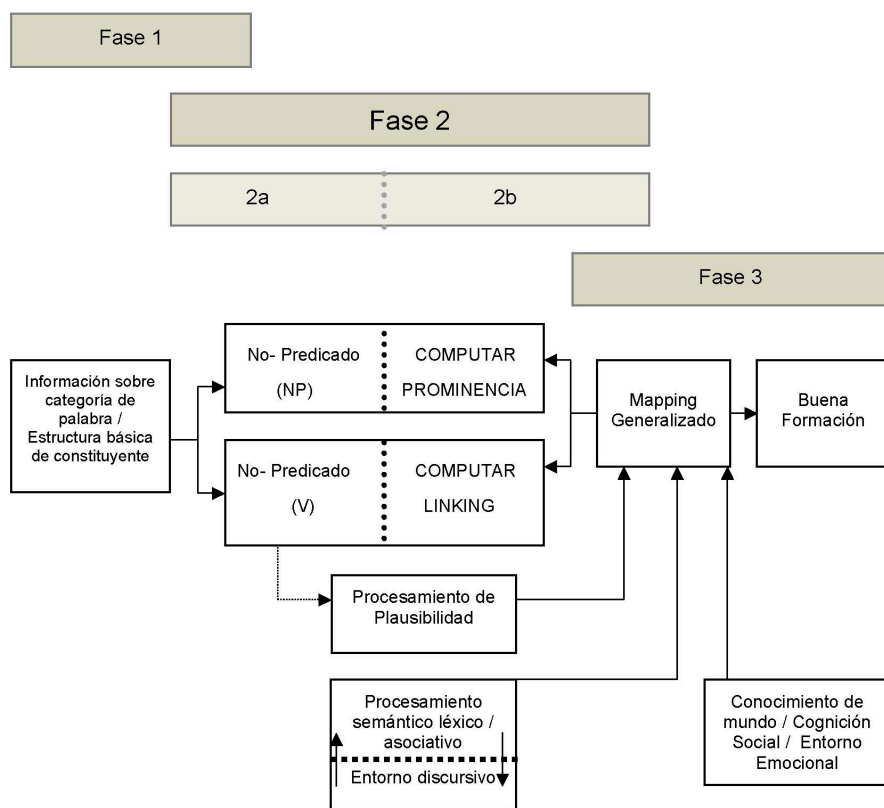 Fase 1
Fase 2
2a
2b
Fase 3
Información sobre
categoría de
palabra /
Estructura básica
de constituyente
No- Predicado
(NP)
COMPUTAR
PROMINENCIA
No- Predicado
(V)
COMPUTAR
LINKING
Mapping
Generalizado
Buena
Formación
Procesamiento de
Plausibilidad
Procesamiento
semántico léxico /
asociativo
Entorno discursivo
Conocimiento de
mundo / Cognición
Social / Entorno
Emocional